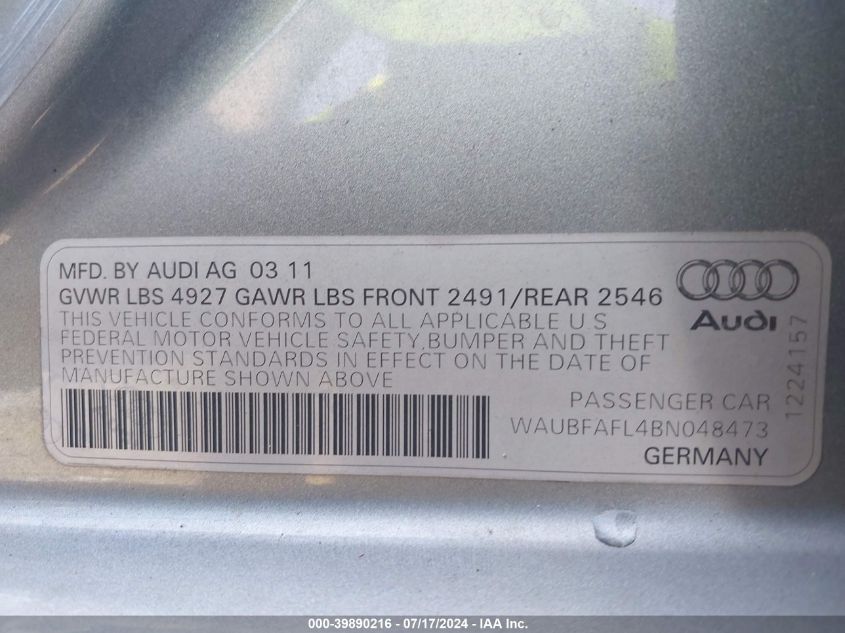 MFD. BY AUDI AG 03 11
GVWR LBS 4927 GAWR LBS FRONT 2491/REAR 2546
THIS VEHICLE CONFORMS TO ALL APPLICABLE U.S
FEDERAL MOTOR VEHICLE SAFETY,BUMPER AND THEFT
PREVENTION STANDARDS IN EFFECT ON THE DATE OF
MANUFACTURE SHOWN ABOVE
PASSENGER CAR
WAUBFAFL4BN048473
GERMANY
Audi
1224157
000-39890216 - 07/17/2024 - IAA, Inc.